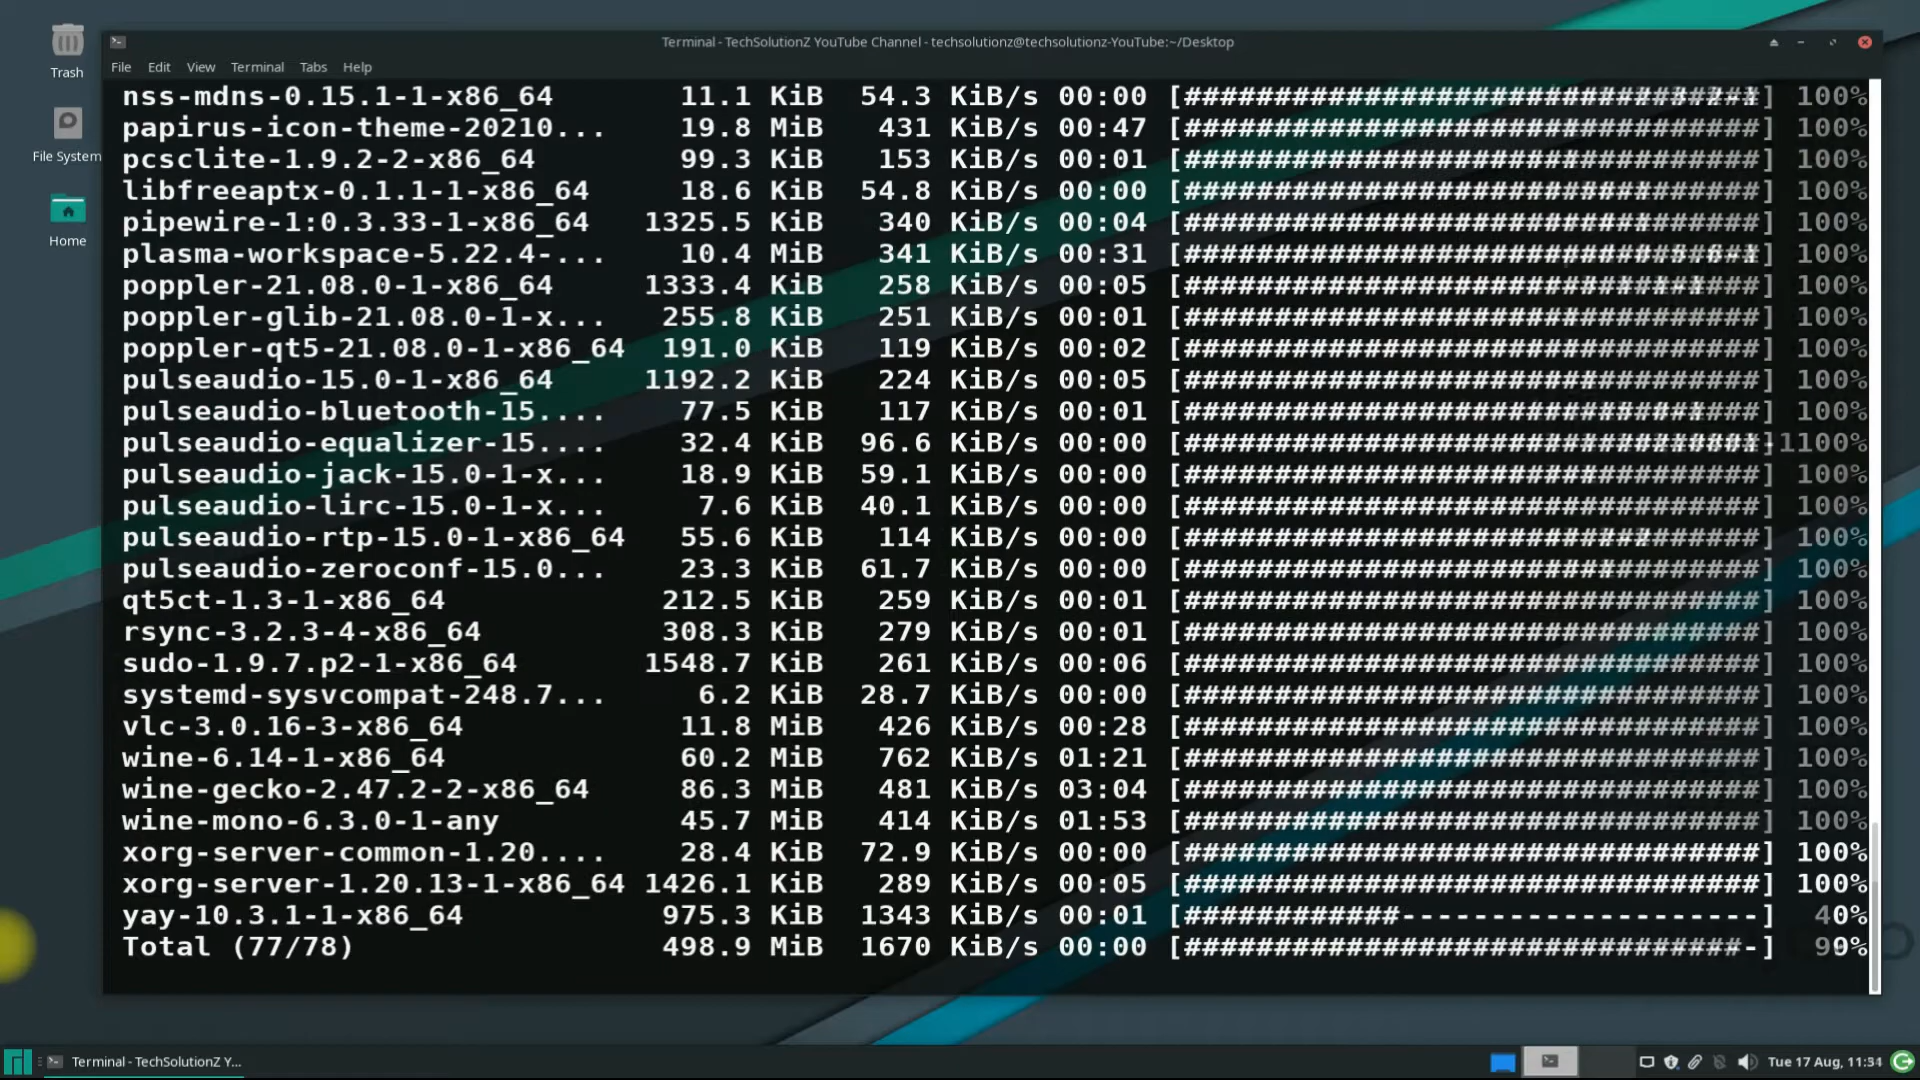 Trash
File System
Home
Terminal - TechSolutionZ YouTube Channel - techsolutionz@techsolutionz-YouTube:~/Desktop
File Edit View Terminal Tabs Help
nss-mdns-0.15.1-1-x86_64 11.1 KiB 54.3 KiB/s 00:00 [################################] 100%
papirus-icon-theme-20210... 19.8 MiB 431 KiB/s 00:47 [################################] 100%
pcsclite-1.9.2-2-x86_64 99.3 KiB 153 KiB/s 00:01 [################################] 100%
libfreeaptx-0.1.1-1-x86_64 18.6 KiB 54.8 KiB/s 00:00 [################################] 100%
pipewire-1:0.3.33-1-x86_64 1325.5 KiB 340 KiB/s 00:04 [################################] 100%
plasma-workspace-5.22.4-... 10.4 MiB 341 KiB/s 00:31 [################################] 100%
poppler-21.08.0-1-x86_64 1333.4 KiB 258 KiB/s 00:05 [################################] 100%
poppler-glib-21.08.0-1-x... 255.8 KiB 251 KiB/s 00:01 [################################] 100%
poppler-qt5-21.08.0-1-x86_64 191.0 KiB 119 KiB/s 00:02 [################################] 100%
pulseaudio-15.0-1-x86_64 1192.2 KiB 224 KiB/s 00:05 [################################] 100%
pulseaudio-bluetooth-15.... 77.5 KiB 117 KiB/s 00:01 [################################] 100%
pulseaudio-equalizer-15.... 32.4 KiB 96.6 KiB/s 00:00 [################################] 100%
pulseaudio-jack-15.0-1-x... 18.9 KiB 59.1 KiB/s 00:00 [################################] 100%
pulseaudio-lirc-15.0-1-x... 7.6 KiB 40.1 KiB/s 00:00 [################################] 100%
pulseaudio-rtp-15.0-1-x86_64 55.6 KiB 114 KiB/s 00:00 [################################] 100%
pulseaudio-zeroconf-15.0... 23.3 KiB 61.7 KiB/s 00:00 [################################] 100%
qt5ct-1.3-1-x86_64 212.5 KiB 259 KiB/s 00:01 [################################] 100%
rsync-3.2.3-4-x86_64 308.3 KiB 279 KiB/s 00:01 [################################] 100%
sudo-1.9.7.p2-1-x86_64 1548.7 KiB 261 KiB/s 00:06 [################################] 100%
systemd-sysvcompat-248.7... 6.2 KiB 28.7 KiB/s 00:00 [################################] 100%
vlc-3.0.16-3-x86_64 11.8 MiB 426 KiB/s 00:28 [################################] 100%
wine-6.14-1-x86_64 60.2 MiB 762 KiB/s 01:21 [################################] 100%
wine-gecko-2.47.2-2-x86_64 86.3 MiB 481 KiB/s 03:04 [################################] 100%
wine-mono-6.3.0-1-any 45.7 MiB 414 KiB/s 01:53 [################################] 100%
xorg-server-common-1.20.... 28.4 KiB 72.9 KiB/s 00:00 [################################] 100%
xorg-server-1.20.13-1-x86_64 1426.1 KiB 289 KiB/s 00:05 [################################] 100%
yay-10.3.1-1-x86_64 975.3 KiB 1343 KiB/s 00:01 [############--------------------] 40%
Total (77/78) 498.9 MiB 1670 KiB/s 00:00 [###############################-] 99%
Terminal - TechSolutionZ Y...
Tue 17 Aug, 11:34